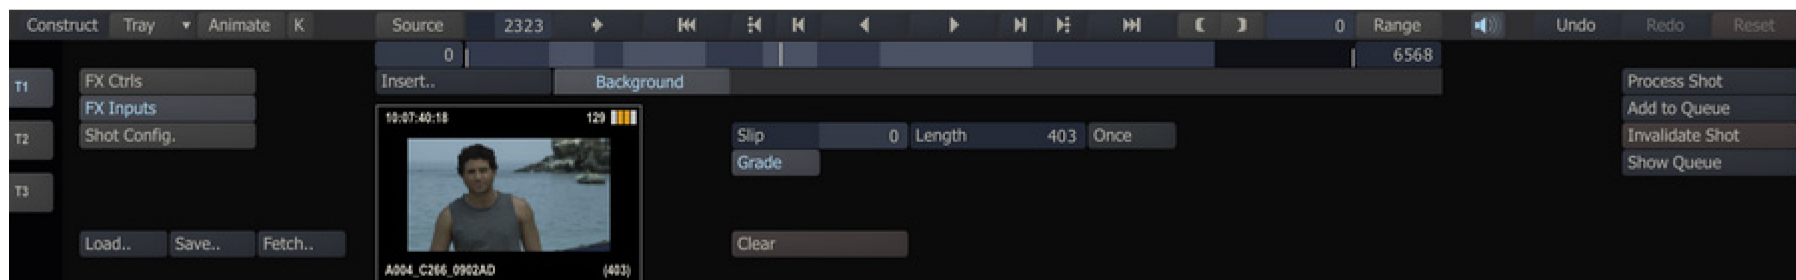 Construct Tray Animate K Source 2323 0 Range Undo Redo Reset
0 6568
T1 FX Ctrls Insert.. Background Process Shot
FX Inputs Add to Queue
10:07:40:18 129
T2 Shot Config. Slip 0 Length 403 Once Invalidate Shot
Grade Show Queue
T3
Load.. Save.. Fetch.. Clear
A004_C266_0902AD (403)